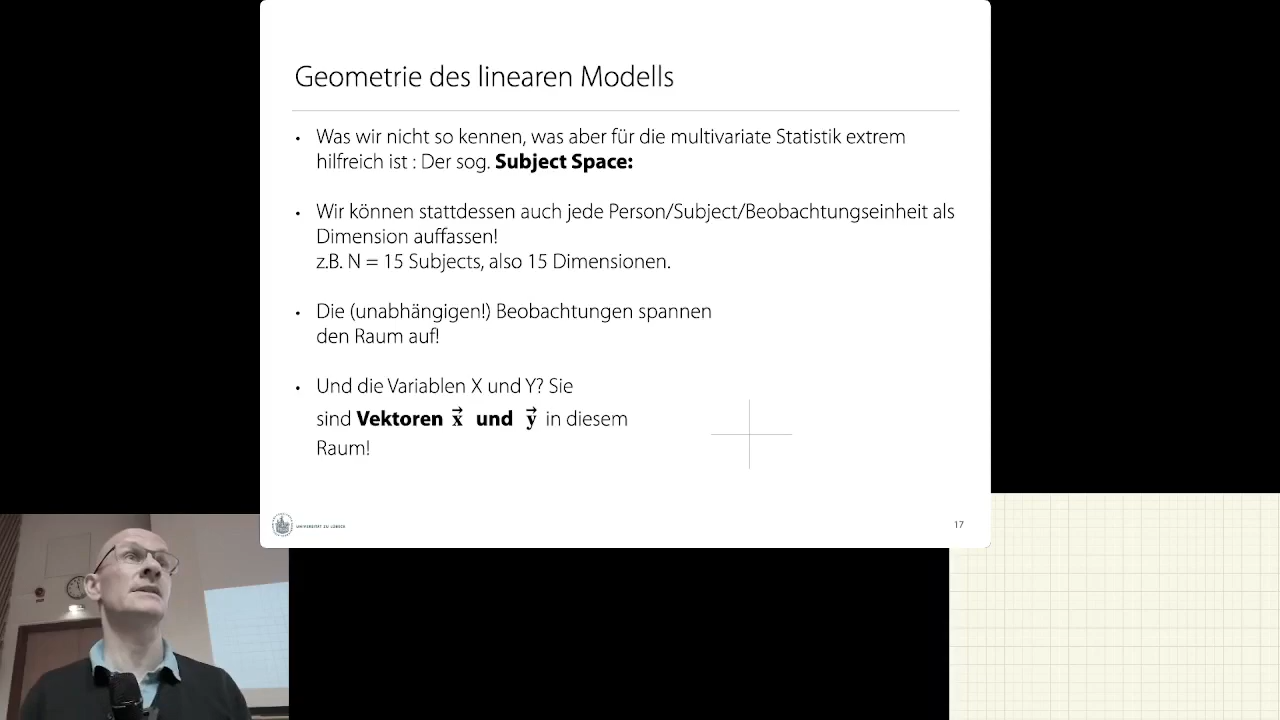 Geometrie des linearen Modells
• Was wir nicht so kennen, was aber für die multivariate Statistik extrem
hilfreich ist : Der sog. Subject Space:
• Wir können stattdessen auch jede Person/Subject/Beobachtungseinheit als
Dimension auffassen!
z.B. N = 15 Subjects, also 15 Dimensionen.
• Die (unabhängigen!) Beobachtungen spannen
den Raum auf!
• Und die Variablen X und Y? Sie
sind Vektoren x⃗ und y⃗ in diesem
Raum!
UNIVERSITÄT ZU LÜBECK
17